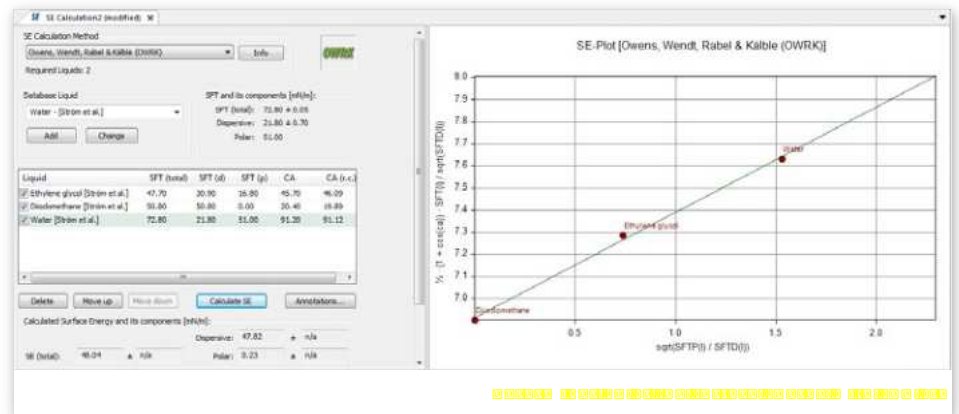 SE Calculation2 (modified)
SE Calculation Method
Owens, Wendt, Rabel & Kälble (OWRK)
Info
OWRK
Required Liquids: 2
Database Liquid
SFT and its components [mN/m]:
Water - [Ström et al.]
SFT (total): 72.80 ± 0.05
Dispersive: 21.80 ± 0.70
Polar: 51.00
Add
Change
Liquid SFT (total) SFT (d) SFT (p) CA CA (r.c.)
Ethylene glycol [Ström et al.] 47.70 30.90 16.80 45.70 46.09
Diiodomethane [Ström et al.] 50.80 50.80 0.00 20.40 19.89
Water [Ström et al.] 72.80 21.80 51.00 91.20 91.12
Delete
Move up
Move down
Calculate SE
Annotations...
Calculated Surface Energy and its components [mN/m]:
Dispersive: 47.82 ± n/a
SE (total): 48.04 ± n/a
Polar: 0.23 ± n/a
SE-Plot [Owens, Wendt, Rabel & Kälble (OWRK)]
8.0
7.9
7.8
7.6
7.5
7.4
7.2
7.1
7.0
½ · (1 + cos(ca)) · SFT(l) / sqrt(SFTD(l))
Water
Ethylene glycol
Diiodomethane
0.5
1.0
1.5
2.0
sqrt(SFTP(l) / SFTD(l))